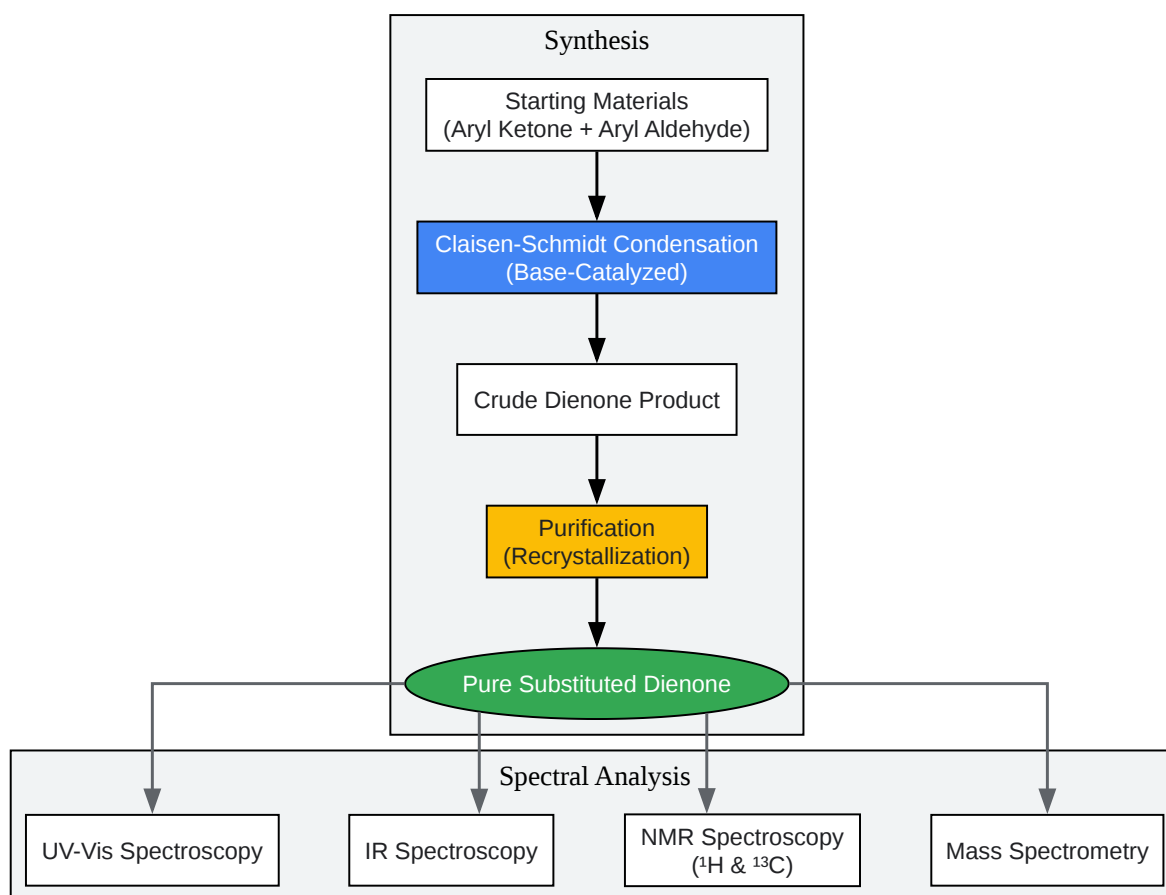 Synthesis
Starting Materials
(Aryl Ketone + Aryl Aldehyde)
Claisen-Schmidt Condensation
(Base-Catalyzed)
Crude Dienone Product
Purification
(Recrystallization)
Pure Substituted Dienone
Spectral Analysis
UV-Vis Spectroscopy
IR Spectroscopy
NMR Spectroscopy
(¹H & ¹³C)
Mass Spectrometry